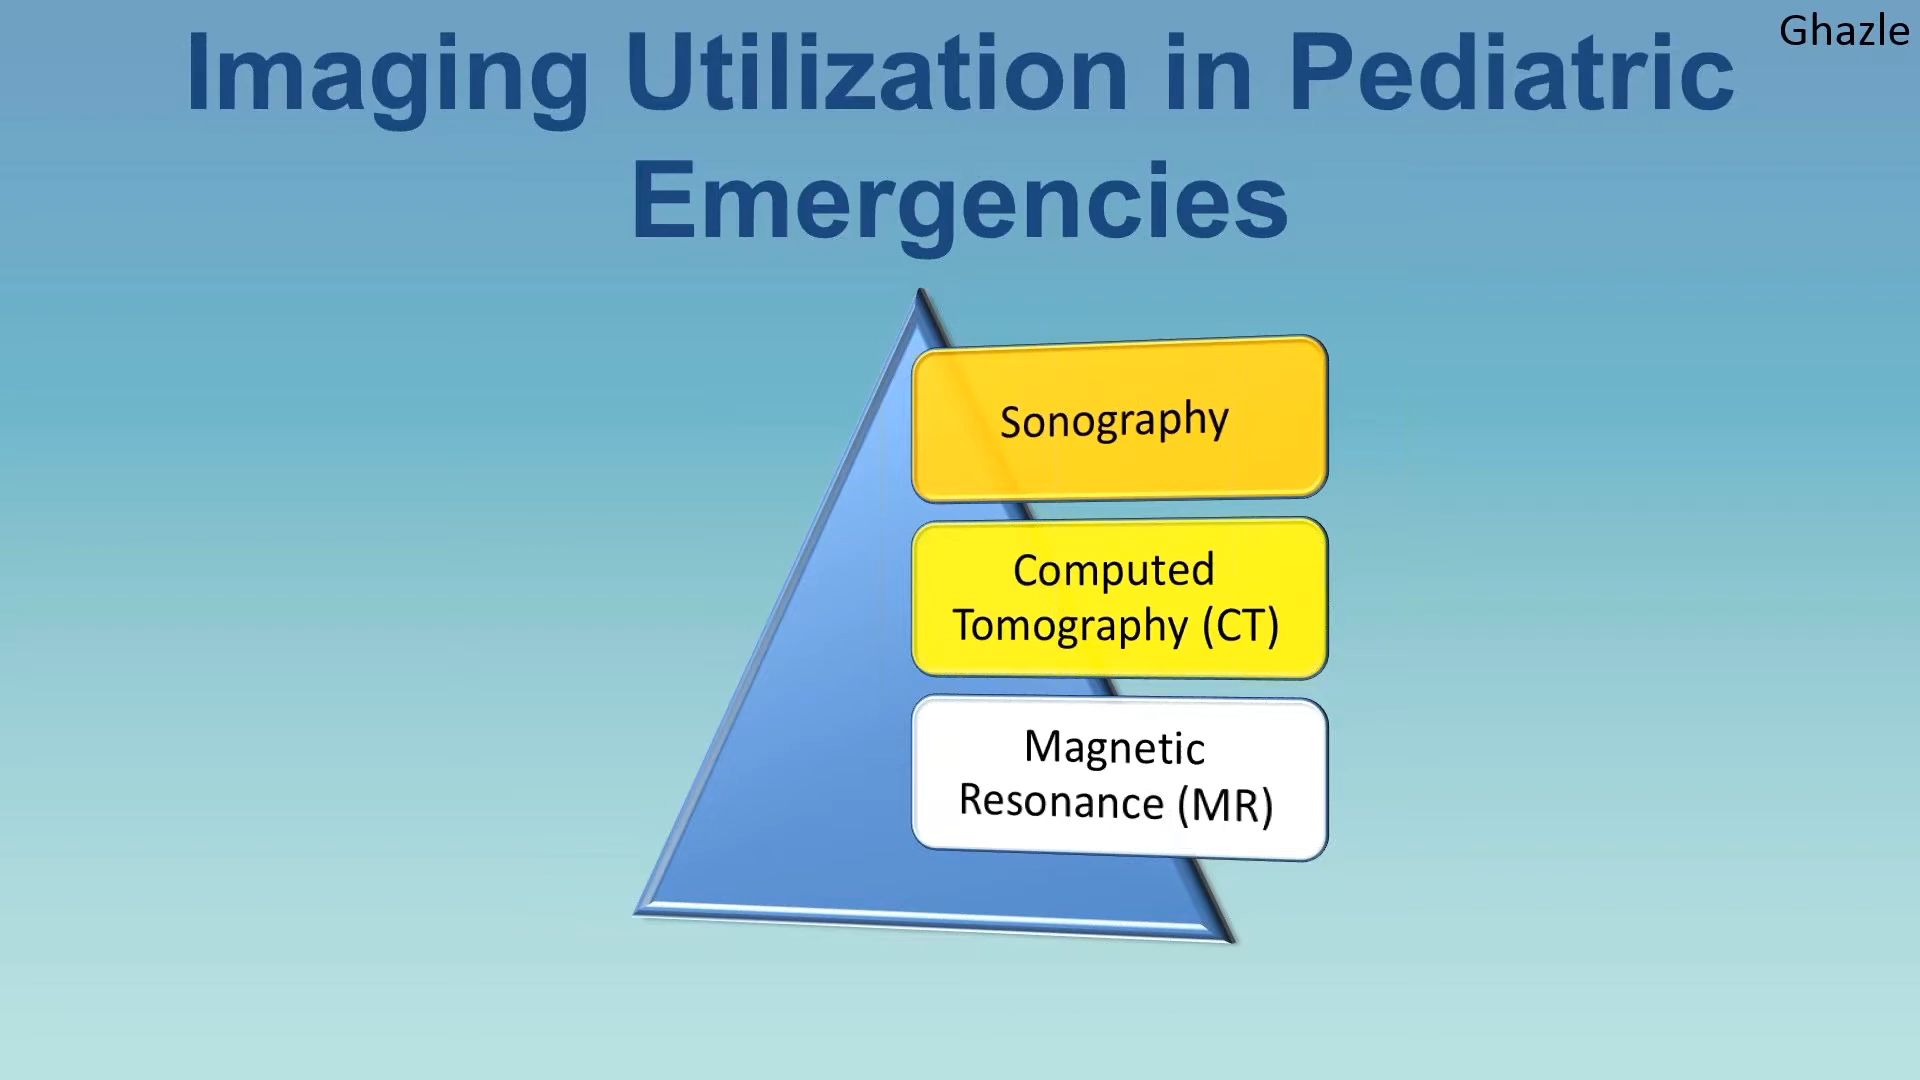 Ghazle
Imaging Utilization in Pediatric
Emergencies
Sonography
Computed
Tomography (CT)
Magnetic
Resonance (MR)